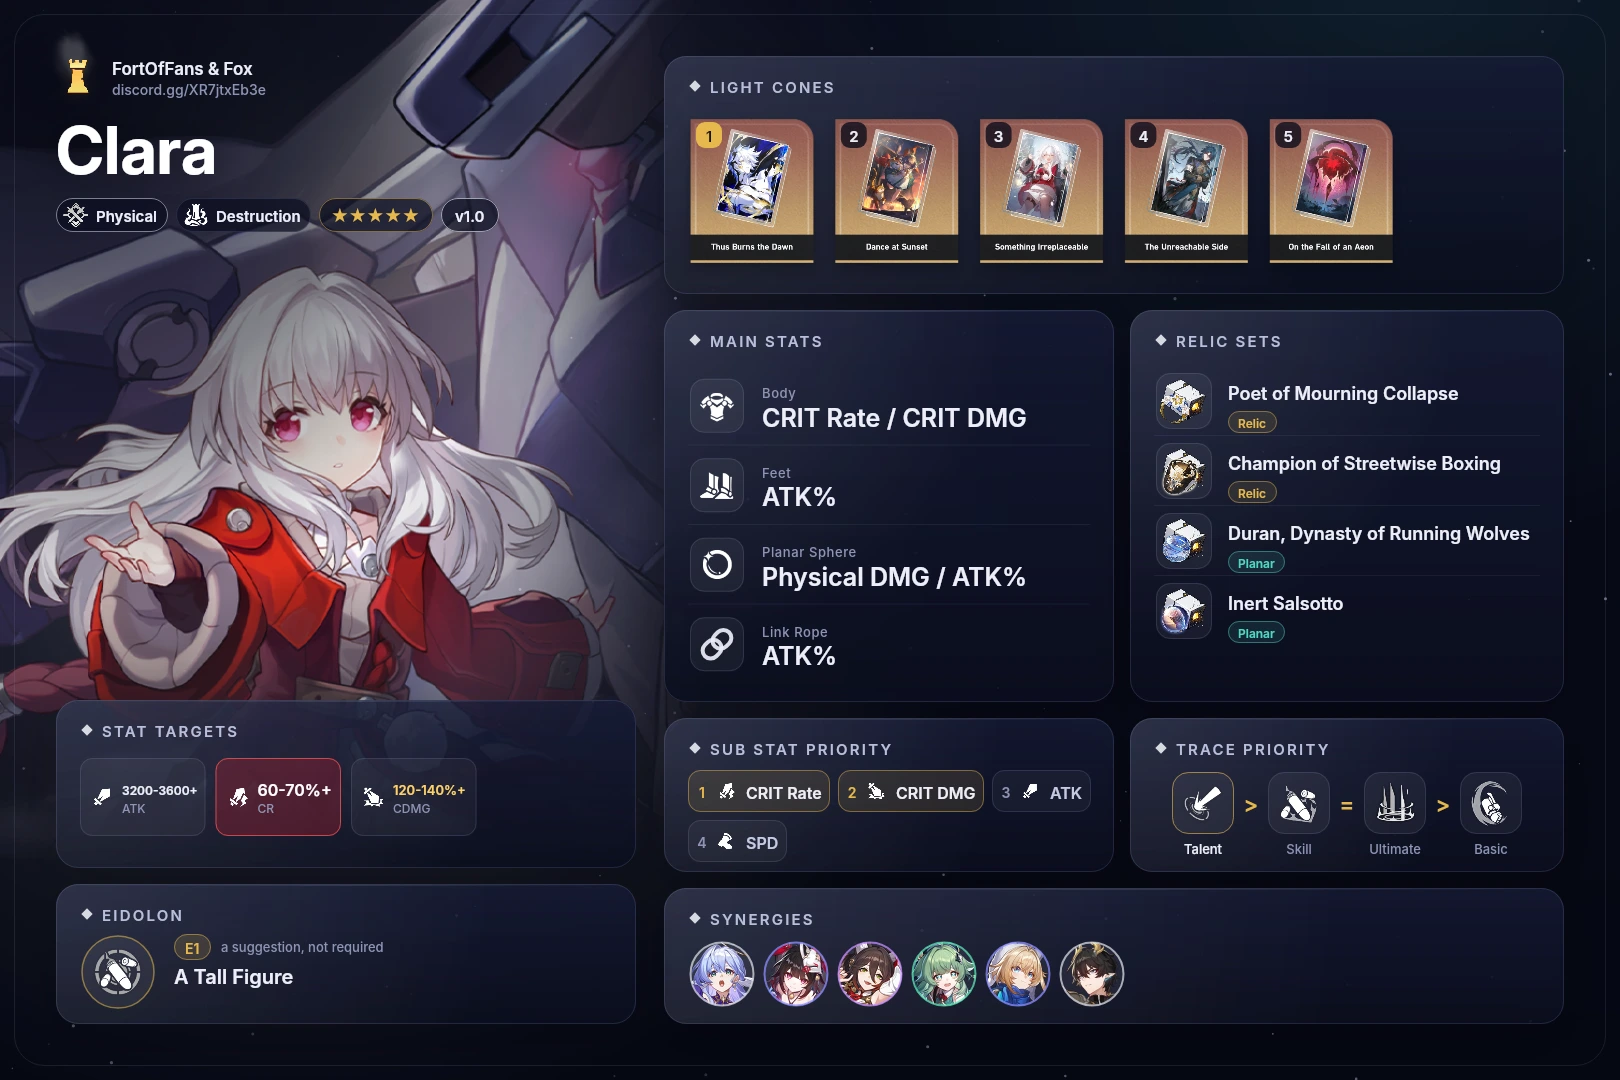 FortOfFans & Fox
discord.gg/XR7jtxEb3e
Clara
Physical
Destruction
★★★★★
v1.0
LIGHT CONES
1
2
3
4
5
Thus Burns the Dawn
Dance at Sunset
Something Irreplaceable
The Unreachable Side
On the Fall of an Aeon
MAIN STATS
Body
CRIT Rate / CRIT DMG
Feet
ATK%
Planar Sphere
Physical DMG / ATK%
Link Rope
ATK%
RELIC SETS
Poet of Mourning Collapse
Relic
Champion of Streetwise Boxing
Relic
Duran, Dynasty of Running Wolves
Planar
Inert Salsotto
Planar
STAT TARGETS
3200-3600+
ATK
60-70%+
CR
120-140%+
CDMG
SUB STAT PRIORITY
1 CRIT Rate
2 CRIT DMG
3 ATK
4 SPD
TRACE PRIORITY
> = >
Talent
Skill
Ultimate
Basic
EIDOLON
E1 a suggestion, not required
A Tall Figure
SYNERGIES